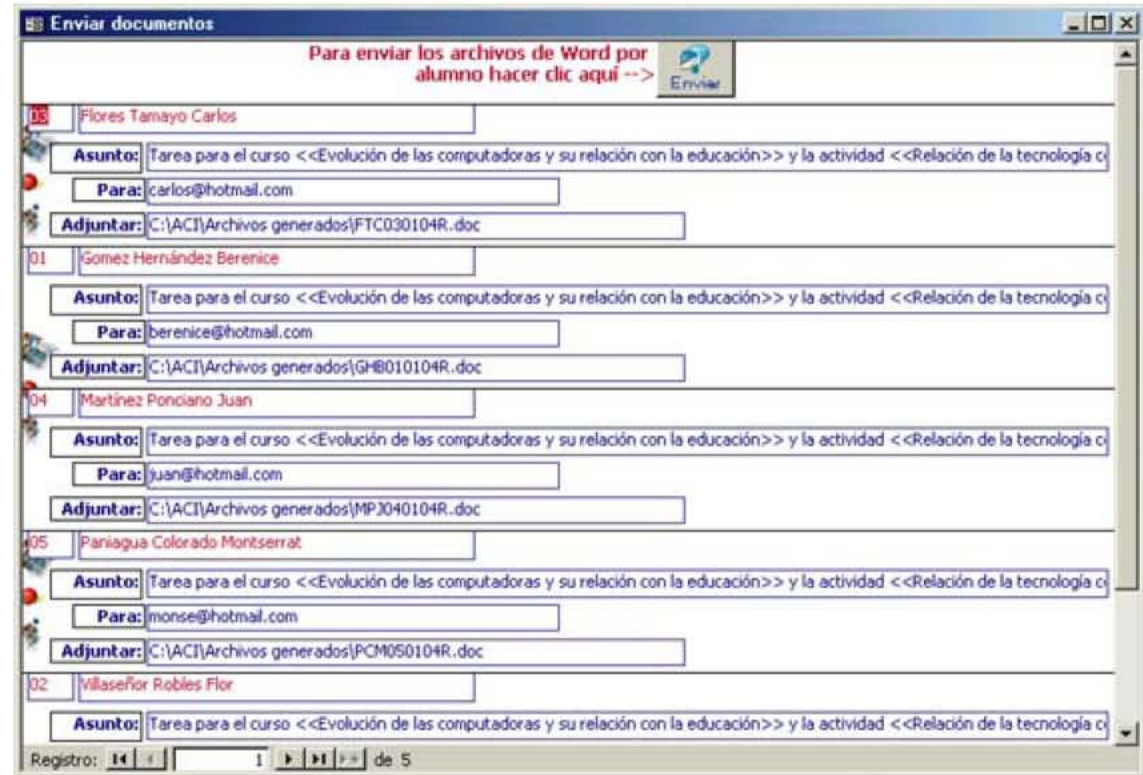 Enviar documentos
Para enviar los archivos de Word por
alumno hacer clic aquí -->
Enviar
03 Flores Tamayo Carlos
Asunto: Tarea para el curso <<Evolución de las computadoras y su relación con la educación>> y la actividad <<Relación de la tecnología c
Para: carlos@hotmail.com
Adjuntar: C:\ACI\Archivos generados\FTC030104R.doc
01 Gomez Hernández Berenice
Asunto: Tarea para el curso <<Evolución de las computadoras y su relación con la educación>> y la actividad <<Relación de la tecnología c
Para: berenice@hotmail.com
Adjuntar: C:\ACI\Archivos generados\GHB010104R.doc
04 Martínez Ponciano Juan
Asunto: Tarea para el curso <<Evolución de las computadoras y su relación con la educación>> y la actividad <<Relación de la tecnología c
Para: juan@hotmail.com
Adjuntar: C:\ACI\Archivos generados\MPJ040104R.doc
05 Paniagua Colorado Montserrat
Asunto: Tarea para el curso <<Evolución de las computadoras y su relación con la educación>> y la actividad <<Relación de la tecnología c
Para: monse@hotmail.com
Adjuntar: C:\ACI\Archivos generados\PCM050104R.doc
02 Villaseñor Robles Flor
Asunto: Tarea para el curso <<Evolución de las computadoras y su relación con la educación>> y la actividad <<Relación de la tecnología c
Registro: 1 de 5